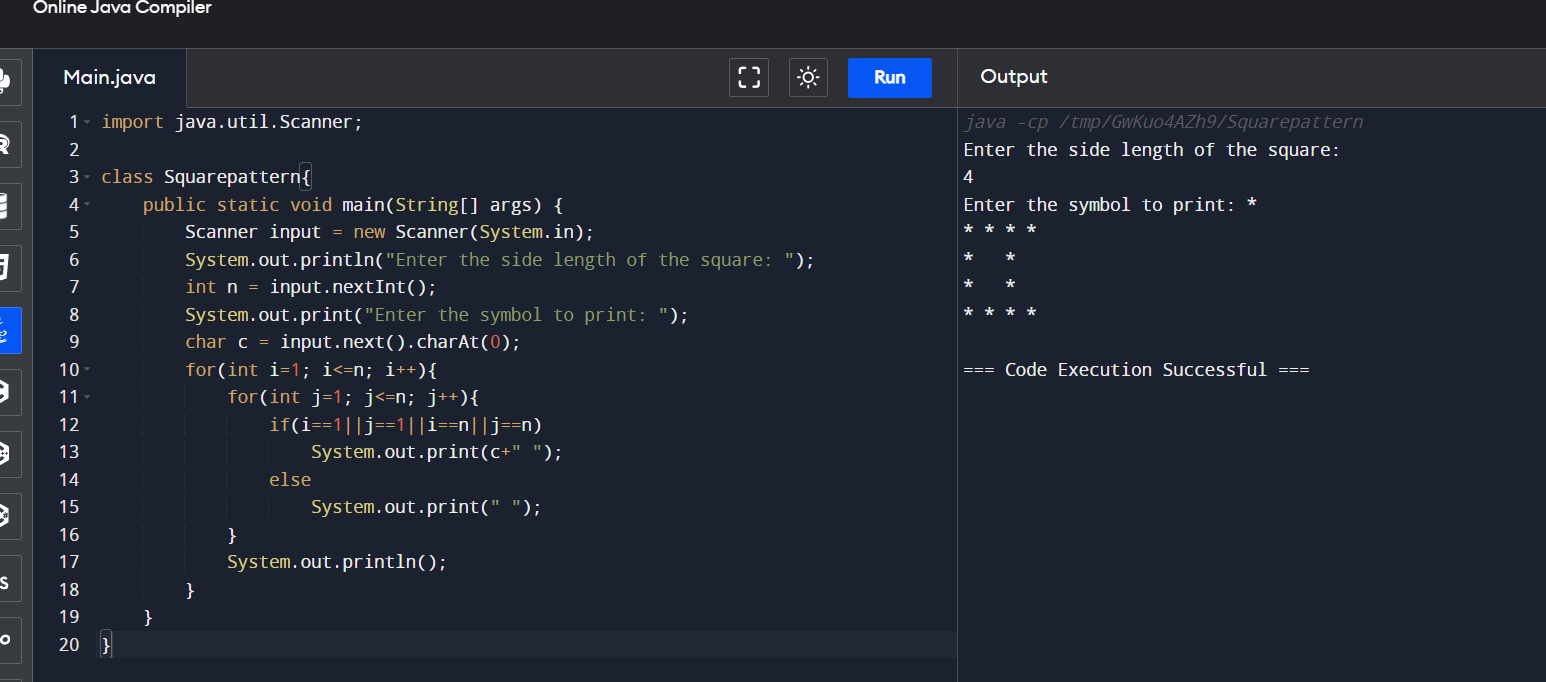 Online Java Compiler
Main.java
Run
Output
1 import java.util.Scanner;
2
3 class Squarepattern{
4     public static void main(String[] args) {
5         Scanner input = new Scanner(System.in);
6         System.out.println("Enter the side length of the square: ");
7         int n = input.nextInt();
8         System.out.print("Enter the symbol to print: ");
9         char c = input.next().charAt(0);
10         for(int i=1; i<=n; i++){
11             for(int j=1; j<=n; j++){
12                 if(i==1||j==1||i==n||j==n)
13                     System.out.print(c+" ");
14                 else
15                     System.out.print(" ");
16             }
17             System.out.println();
18         }
19     }
20 }
java -cp /tmp/GwKuo4AZh9/Squarepattern
Enter the side length of the square:
4
Enter the symbol to print: *
* * * *
*   *
*   *
* * * *
=== Code Execution Successful ===